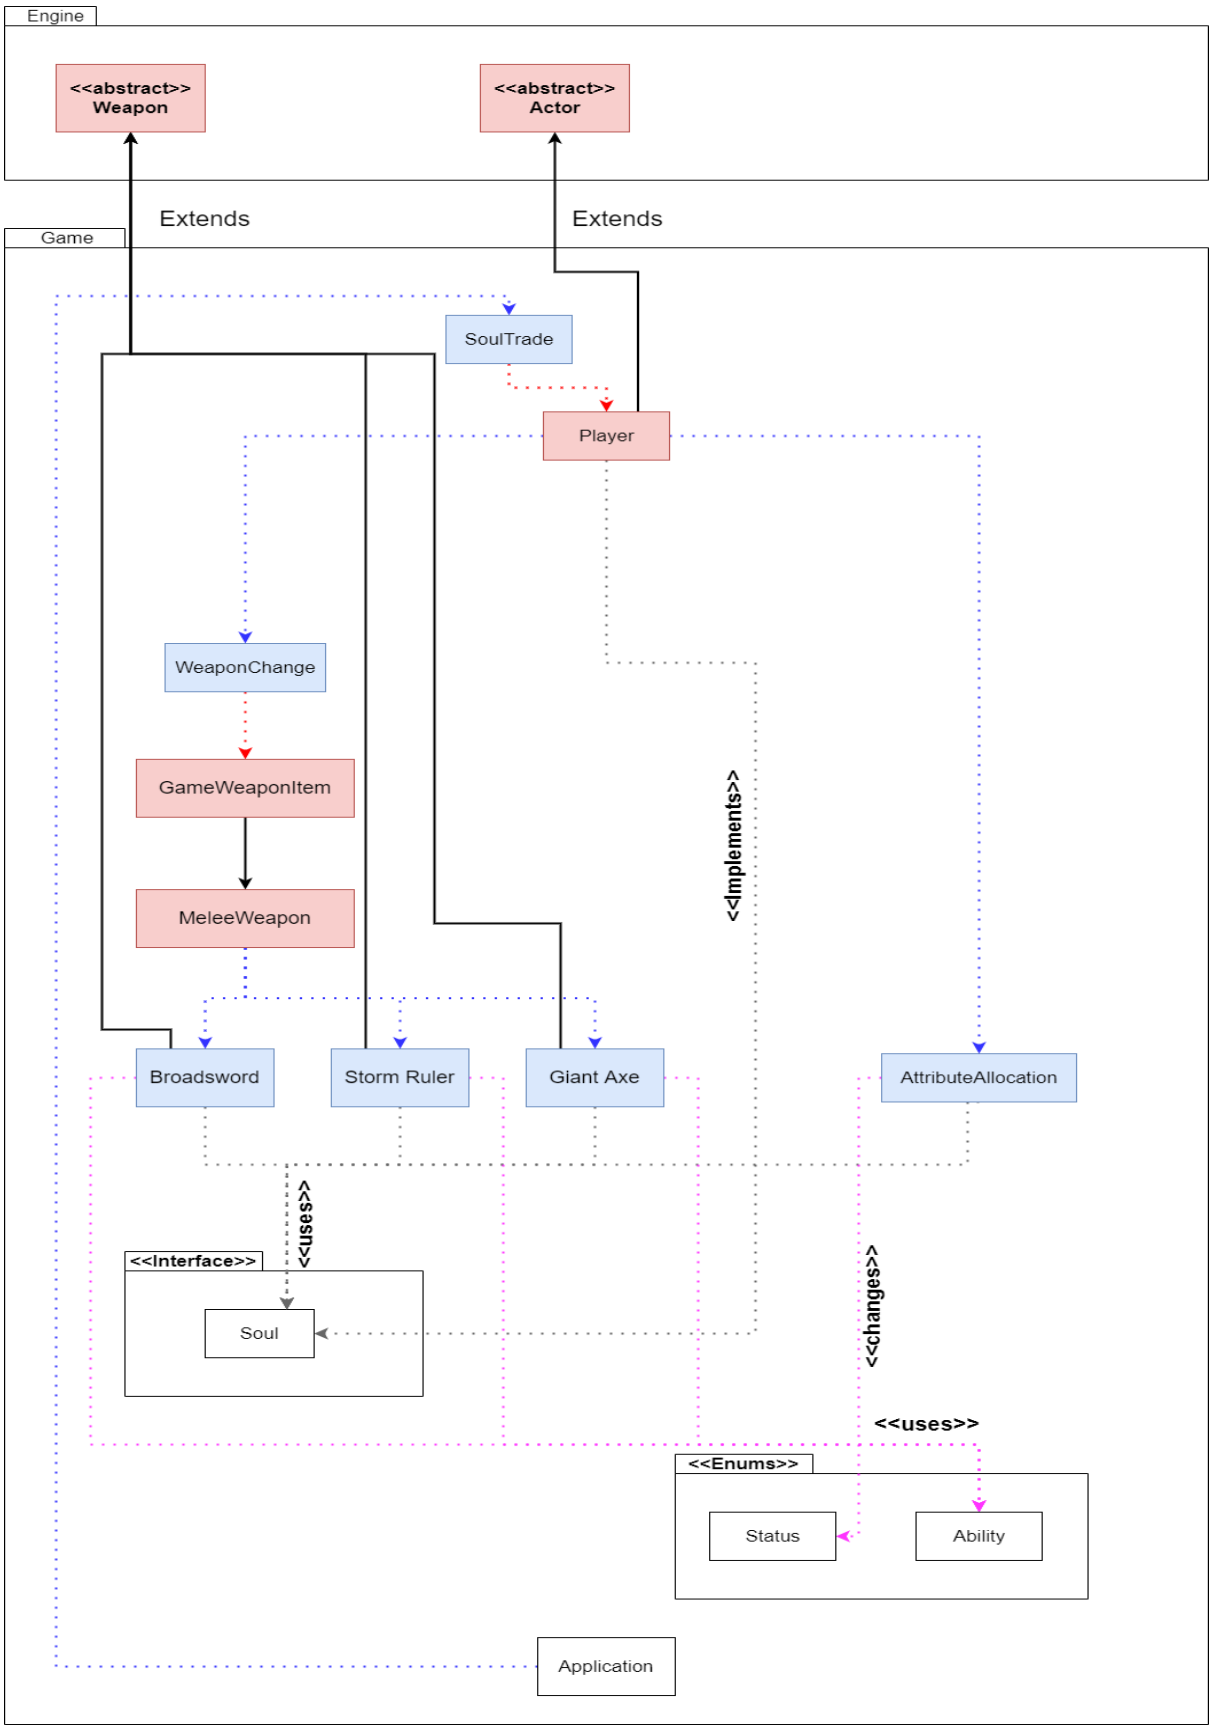 Engine
<<abstract>>
Weapon
<<abstract>>
Actor
Extends
Extends
Game
SoulTrade
Player
WeaponChange
GameWeaponItem
<<Implements>>
MeleeWeapon
Broadsword
Storm Ruler
Giant Axe
AttributeAllocation
<<uses>>
<<Interface>>
Soul
<<changes>>
<<uses>>
<<Enums>>
Status
Ability
Application